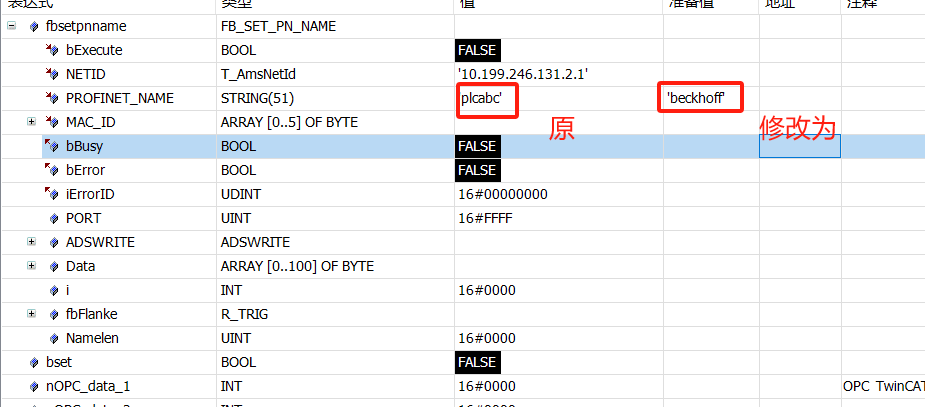 表达式 类型 值 准备值 地址 注释
fbsetpnname FB_SET_PN_NAME
bExecute BOOL FALSE
NETID T_AmsNetId '10.199.246.131.2.1'
PROFINET_NAME STRING(51) 'plcabc' 'beckhoff'
MAC_ID ARRAY [0..5] OF BYTE 原 修改为
bBusy BOOL FALSE
bError BOOL FALSE
iErrorID UDINT 16#00000000
PORT UINT 16#FFFF
ADSWRITE ADSWRITE
Data ARRAY [0..100] OF BYTE
i INT 16#0000
fbFlanke R_TRIG
Namelen UINT 16#0000
bset BOOL FALSE
nOPC_data_1 INT 16#0000 OPC TwinCAT
INT 16#0000